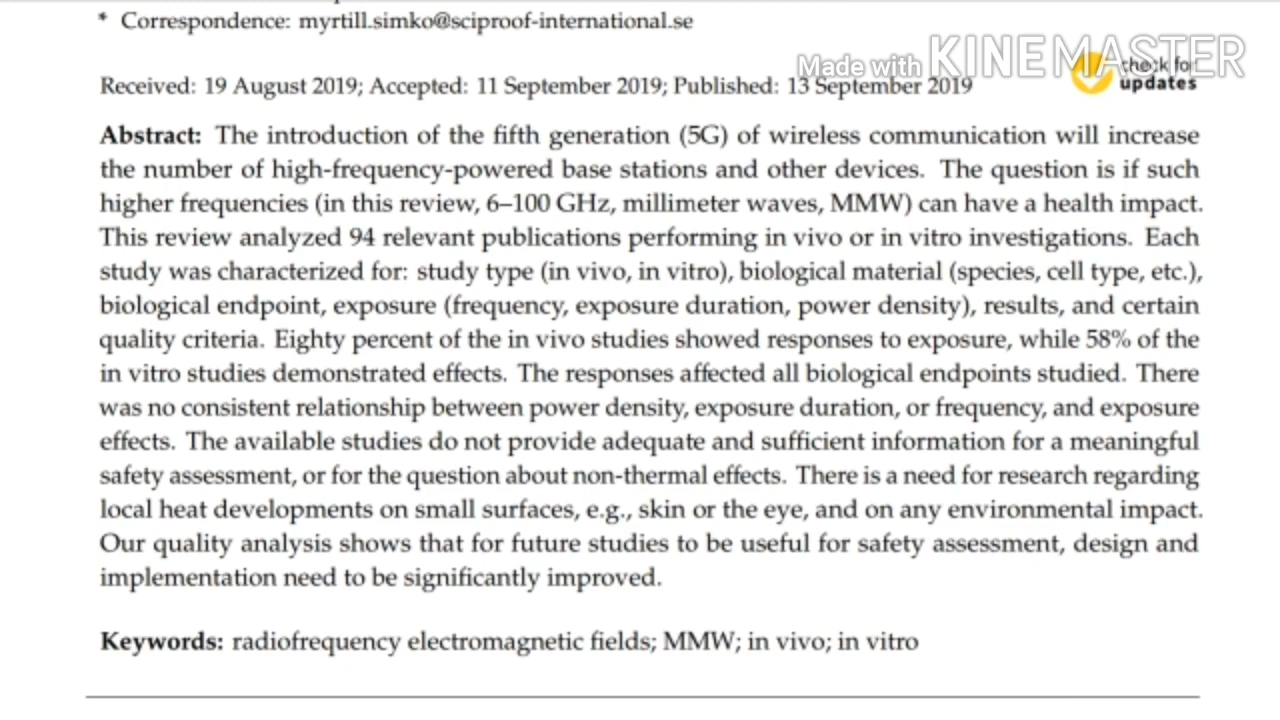 * Correspondence: myrtill.simko@sciproof-international.se
Made with KINEMASTER
check for
updates
Received: 19 August 2019; Accepted: 11 September 2019; Published: 13 September 2019
Abstract: The introduction of the fifth generation (5G) of wireless communication will increase
the number of high-frequency-powered base stations and other devices. The question is if such
higher frequencies (in this review, 6–100 GHz, millimeter waves, MMW) can have a health impact.
This review analyzed 94 relevant publications performing in vivo or in vitro investigations. Each
study was characterized for: study type (in vivo, in vitro), biological material (species, cell type, etc.),
biological endpoint, exposure (frequency, exposure duration, power density), results, and certain
quality criteria. Eighty percent of the in vivo studies showed responses to exposure, while 58% of the
in vitro studies demonstrated effects. The responses affected all biological endpoints studied. There
was no consistent relationship between power density, exposure duration, or frequency, and exposure
effects. The available studies do not provide adequate and sufficient information for a meaningful
safety assessment, or for the question about non-thermal effects. There is a need for research regarding
local heat developments on small surfaces, e.g., skin or the eye, and on any environmental impact.
Our quality analysis shows that for future studies to be useful for safety assessment, design and
implementation need to be significantly improved.
Keywords: radiofrequency electromagnetic fields; MMW; in vivo; in vitro